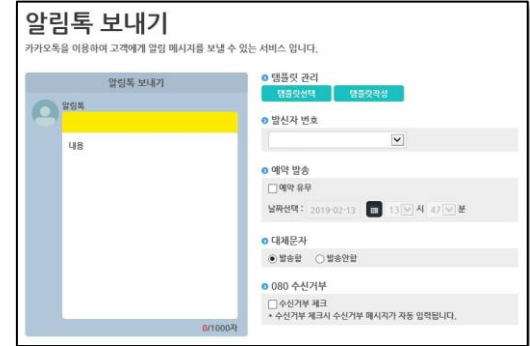 알림톡 보내기
카카오톡을 이용하여 고객에게 알림 메시지를 보낼 수 있는 서비스 입니다.
알림톡 보내기
알림톡
내용
0/1000자
템플릿 관리
템플릿선택 템플릿작성
발신자 번호
예약 발송
예약 유무
날짜선택 : 2019-02-13 13 시 47 분
대체문자
발송함 발송안함
080 수신거부
수신거부 체크
* 수신거부 체크시 수신거부 메시지가 자동 입력됩니다.